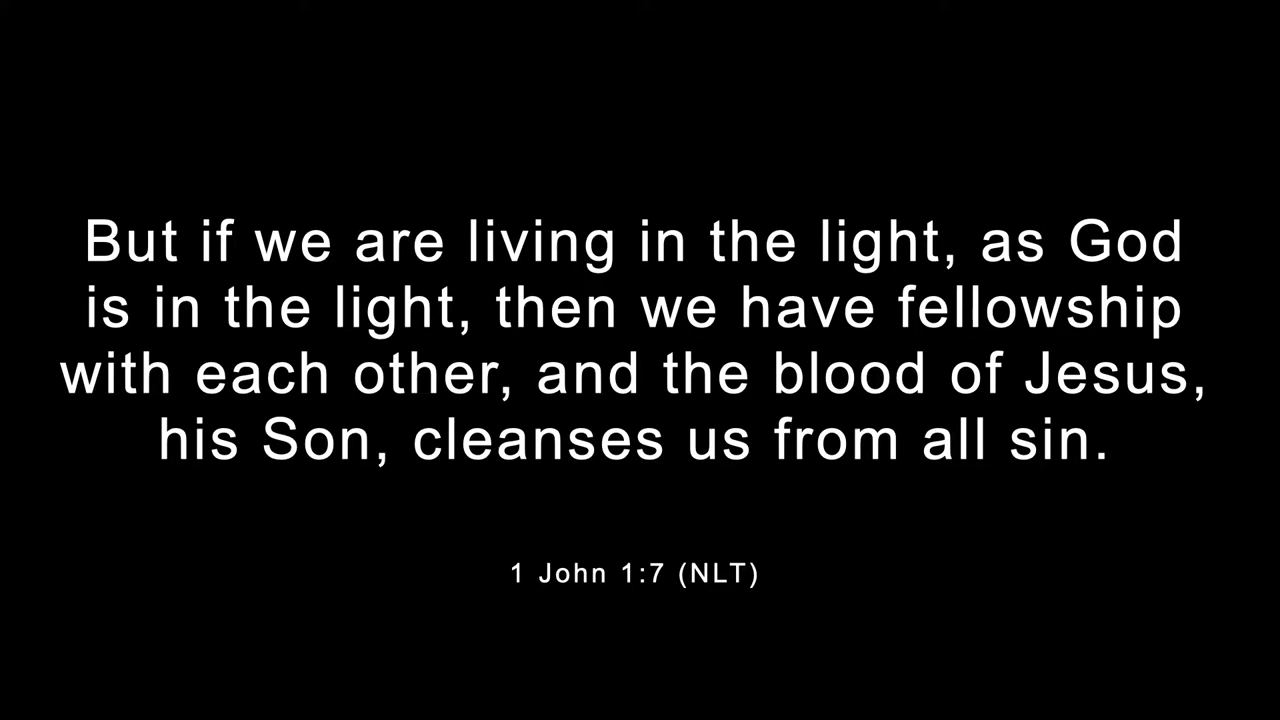 But if we are living in the light, as God
is in the light, then we have fellowship
with each other, and the blood of Jesus,
his Son, cleanses us from all sin.
1 John 1:7 (NLT)